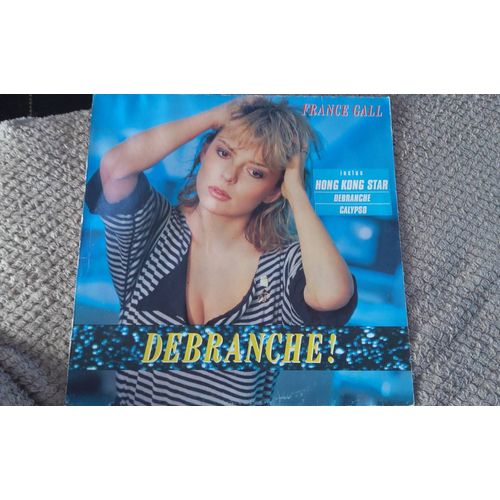 FRANCE GALL
inclus
HONG KONG STAR
DEBRANCHE
CALYPSO
DEBRANCHE!